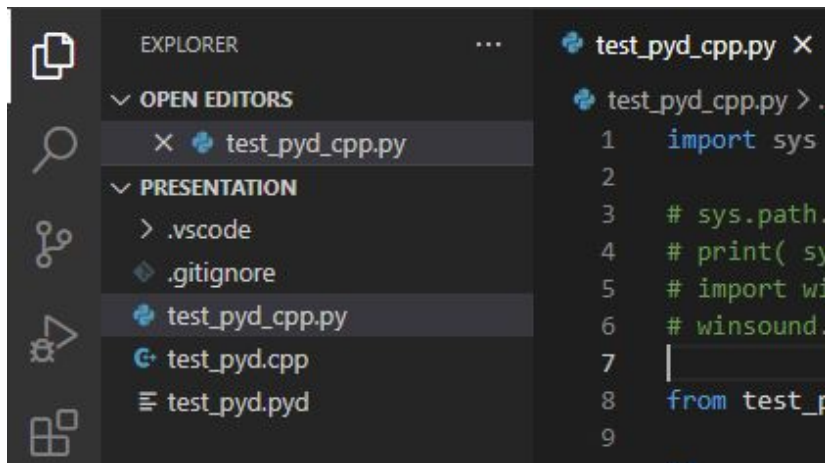 EXPLORER ...
OPEN EDITORS
test_pyd_cpp.py
PRESENTATION
.vscode
.gitignore
test_pyd_cpp.py
test_pyd.cpp
test_pyd.pyd
test_pyd_cpp.py
test_pyd_cpp.py > .
1 import sys
2
3 # sys.path.
4 # print( sy
5 # import wi
6 # winsound.
7
8 from test_p
9